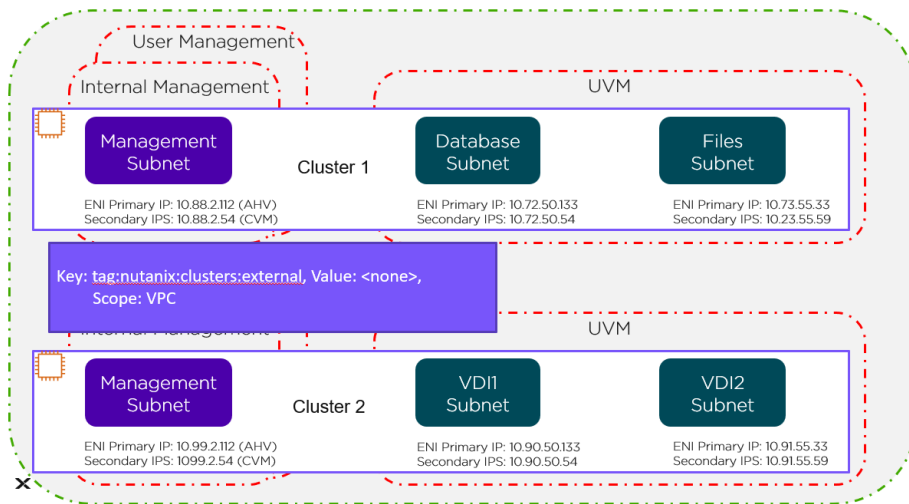 User Management
Internal Management
UVM
Management
Subnet
Cluster 1
Database
Subnet
Files
Subnet
ENI Primary IP: 10.88.2.112 (AHV)
Secondary IPS: 10.88.2.54 (CVM)
ENI Primary IP: 10.72.50.133
Secondary IPS: 10.72.50.54
ENI Primary IP: 10.73.55.33
Secondary IPS: 10.23.55.59
Key: tag:nutanix:clusters:external, Value: <none>,
Scope: VPC
Internal Management
UVM
Management
Subnet
Cluster 2
VDI1
Subnet
VDI2
Subnet
ENI Primary IP: 10.99.2.112 (AHV)
Secondary IPS: 1099.2.54 (CVM)
ENI Primary IP: 10.90.50.133
Secondary IPS: 10.90.50.54
ENI Primary IP: 10.91.55.33
Secondary IPS: 10.91.55.59
x